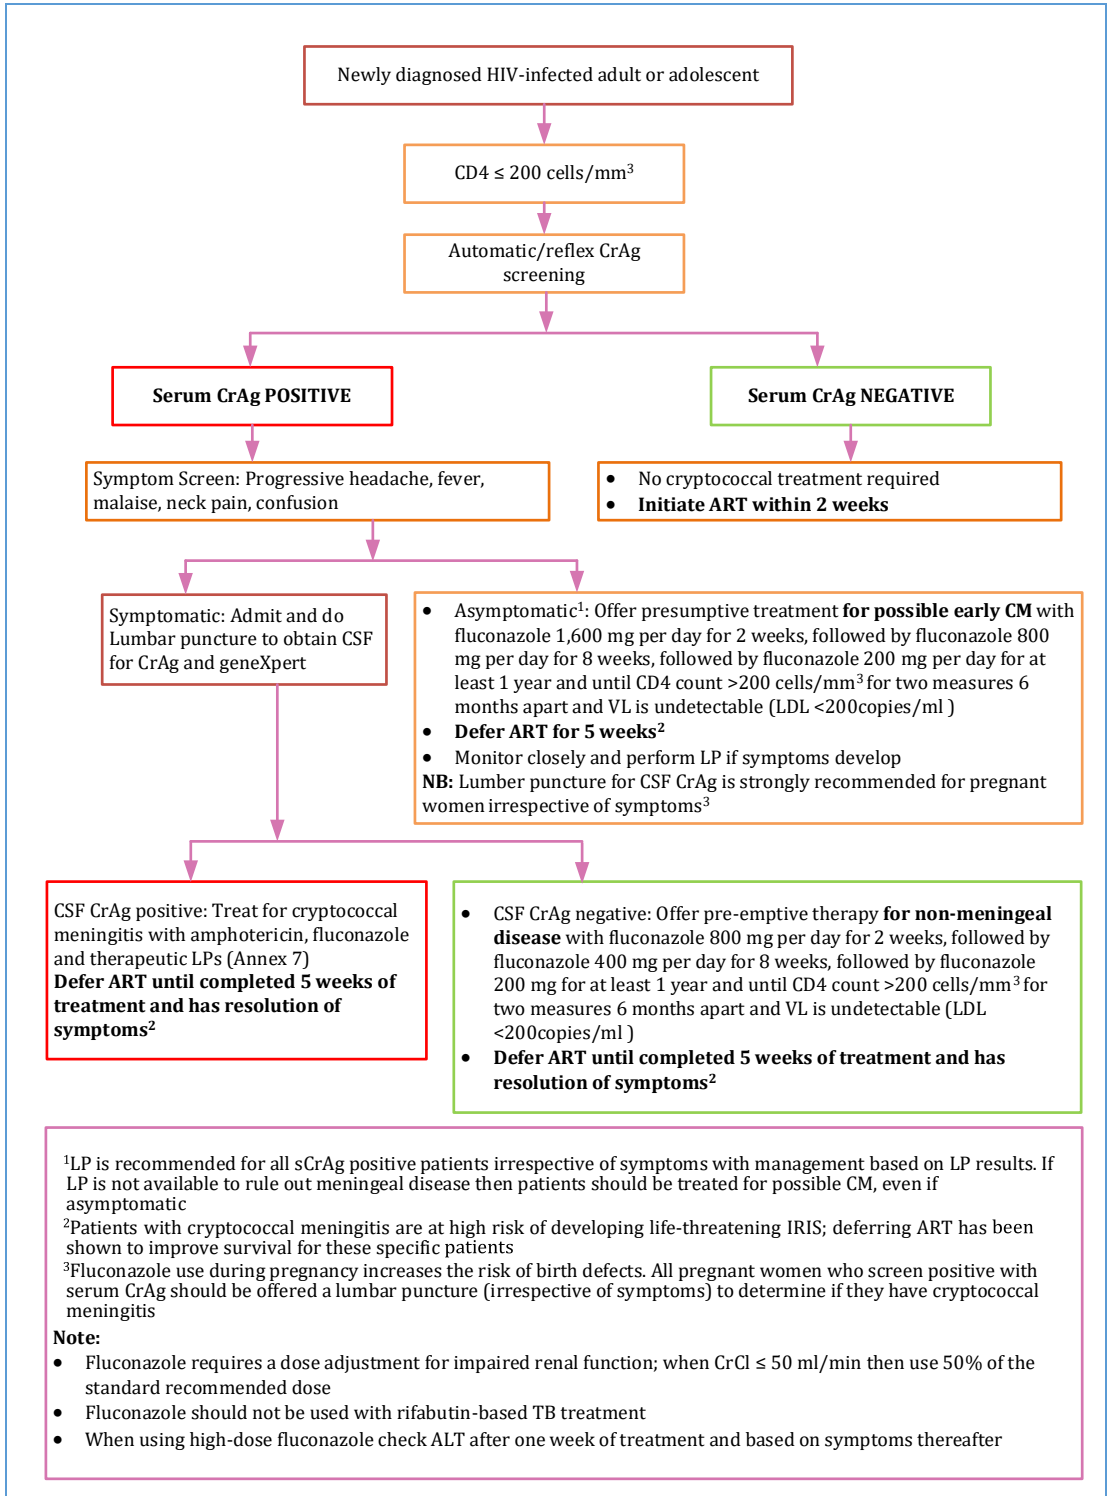 Newly diagnosed HIV-infected adult or adolescent
CD4 ≤ 200 cells/mm³
Automatic/reflex CrAg
screening
Serum CrAg POSITIVE
Serum CrAg NEGATIVE
Symptom Screen: Progressive headache, fever,
malaise, neck pain, confusion
• No cryptococcal treatment required
• Initiate ART within 2 weeks
Symptomatic: Admit and do
Lumbar puncture to obtain CSF
for CrAg and geneXpert
• Asymptomatic¹: Offer presumptive treatment for possible early CM with
fluconazole 1,600 mg per day for 2 weeks, followed by fluconazole 800
mg per day for 8 weeks, followed by fluconazole 200 mg per day for at
least 1 year and until CD4 count >200 cells/mm³ for two measures 6
months apart and VL is undetectable (LDL <200copies/ml )
• Defer ART for 5 weeks²
• Monitor closely and perform LP if symptoms develop
NB: Lumber puncture for CSF CrAg is strongly recommended for pregnant
women irrespective of symptoms³
CSF CrAg positive: Treat for cryptococcal
meningitis with amphotericin, fluconazole
and therapeutic LPs (Annex 7)
Defer ART until completed 5 weeks of
treatment and has resolution of
symptoms²
• CSF CrAg negative: Offer pre-emptive therapy for non-meningeal
disease with fluconazole 800 mg per day for 2 weeks, followed by
fluconazole 400 mg per day for 8 weeks, followed by fluconazole
200 mg for at least 1 year and until CD4 count >200 cells/mm³ for
two measures 6 months apart and VL is undetectable (LDL
<200copies/ml )
• Defer ART until completed 5 weeks of treatment and has
resolution of symptoms²
¹LP is recommended for all sCrAg positive patients irrespective of symptoms with management based on LP results. If
LP is not available to rule out meningeal disease then patients should be treated for possible CM, even if
asymptomatic
²Patients with cryptococcal meningitis are at high risk of developing life-threatening IRIS; deferring ART has been
shown to improve survival for these specific patients
³Fluconazole use during pregnancy increases the risk of birth defects. All pregnant women who screen positive with
serum CrAg should be offered a lumbar puncture (irrespective of symptoms) to determine if they have cryptococcal
meningitis
Note:
• Fluconazole requires a dose adjustment for impaired renal function; when CrCl ≤ 50 ml/min then use 50% of the
standard recommended dose
• Fluconazole should not be used with rifabutin-based TB treatment
• When using high-dose fluconazole check ALT after one week of treatment and based on symptoms thereafter